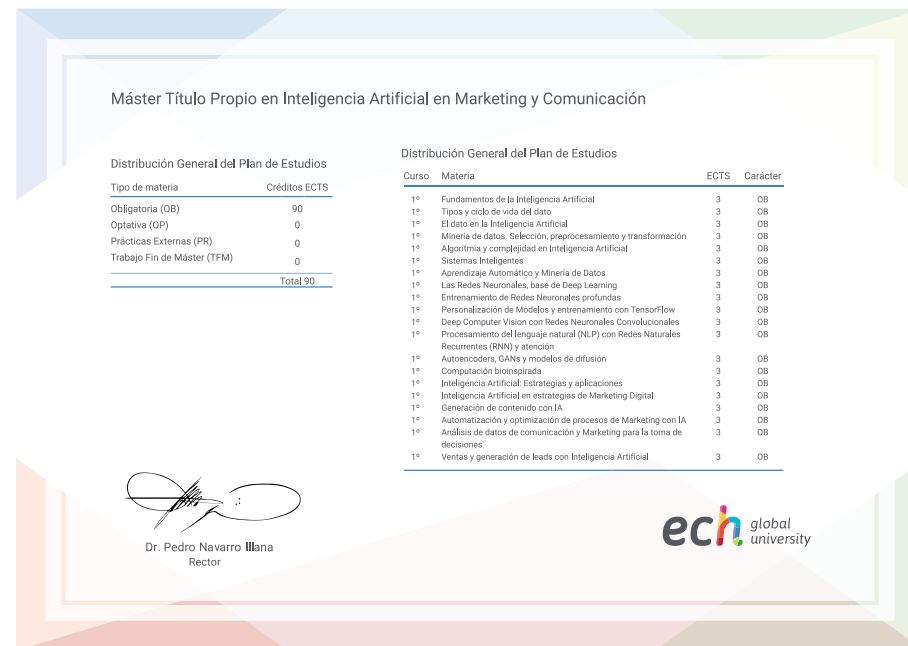 Máster Título Propio en Inteligencia Artificial en Marketing y Comunicación
Distribución General del Plan de Estudios
Tipo de materia Créditos ECTS
Obligatoria (OB) 90
Optativa (OP) 0
Prácticas Externas (PR) 0
Trabajo Fin de Máster (TFM) 0
Total 90
Distribución General del Plan de Estudios
Curso Materia ECTS Carácter
1º Fundamentos de la Inteligencia Artificial 3 OB
1º Tipos y ciclo de vida del dato 3 OB
1º El dato en la Inteligencia Artificial 3 OB
1º Minería de datos. Selección, preprocesamiento y transformación 3 OB
1º Algoritmia y complejidad en Inteligencia Artificial 3 OB
1º Sistemas Inteligentes 3 OB
1º Aprendizaje Automático y Minería de Datos 3 OB
1º Las Redes Neuronales, base de Deep Learning 3 OB
1º Entrenamiento de Redes Neuronales profundas 3 OB
1º Personalización de Modelos y entrenamiento con TensorFlow 3 OB
1º Deep Computer Vision con Redes Neuronales Convolucionales 3 OB
1º Procesamiento del lenguaje natural (NLP) con Redes Naturales 3 OB
Recurrentes (RNN) y atención
1º Autoencoders, GANs y modelos de difusión 3 OB
1º Computación bioinspirada 3 OB
1º Inteligencia Artificial: Estrategias y aplicaciones 3 OB
1º Inteligencia Artificial en estrategias de Marketing Digital 3 OB
1º Generación de contenido con IA 3 OB
1º Automatización y optimización de procesos de Marketing con IA 3 OB
1º Análisis de datos de comunicación y Marketing para la toma de 3 OB
decisiones
1º Ventas y generación de leads con Inteligencia Artificial 3 OB
Dr. Pedro Navarro Illana
Rector
ech global
university